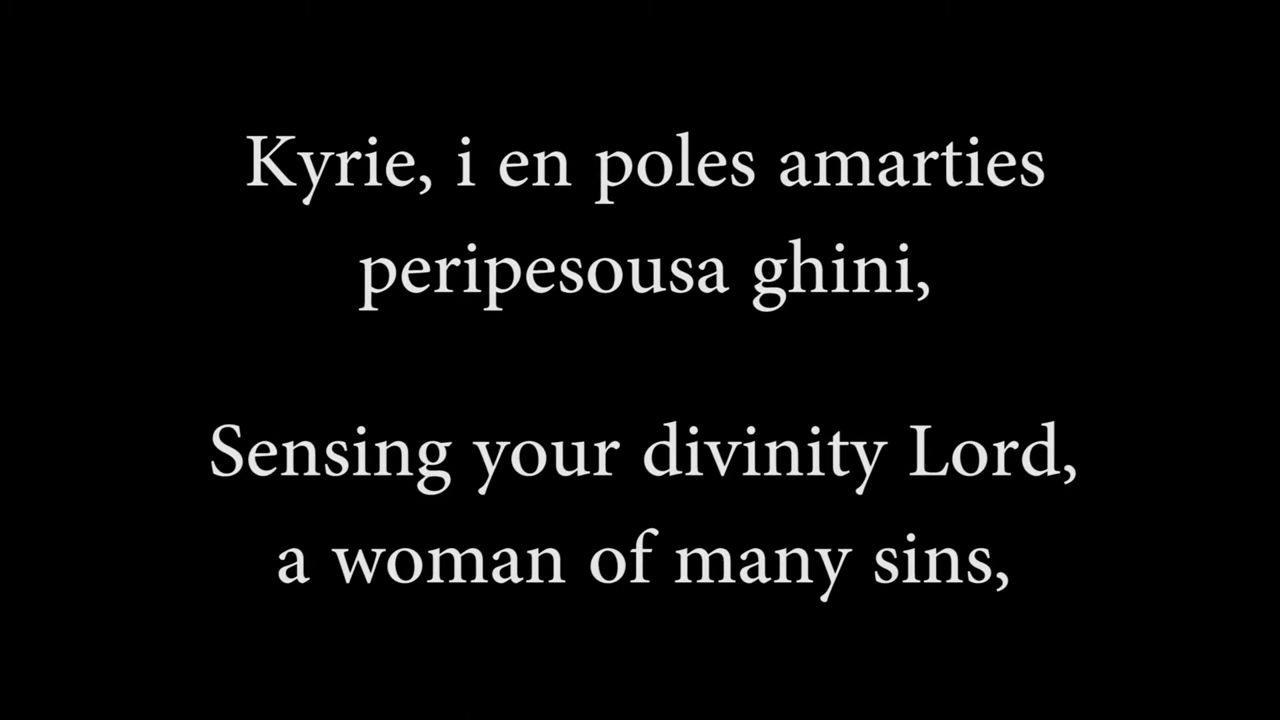 Kyrie, i en poles amarties
peripesousa ghini,
Sensing your divinity Lord,
a woman of many sins,